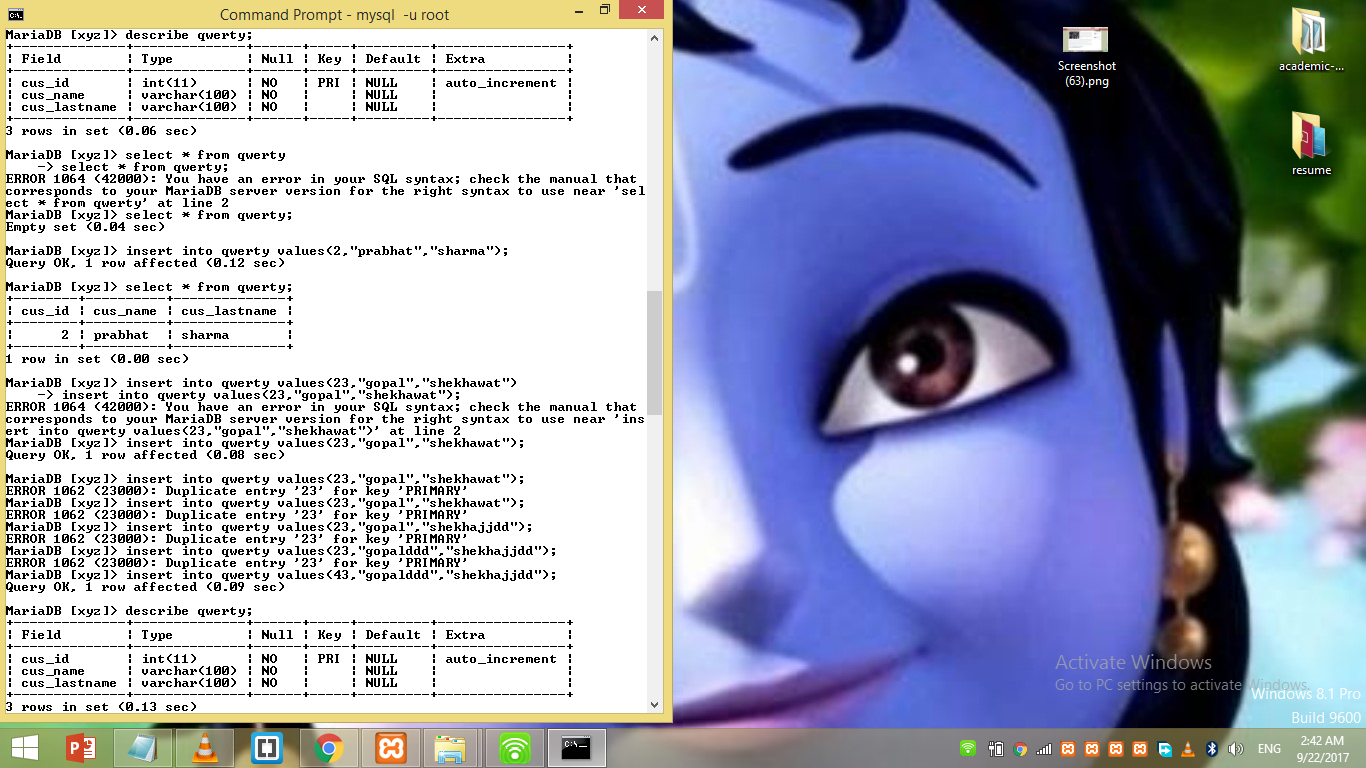 Command Prompt - mysql  -u root
MariaDB [xyz]> describe qwerty;
+--------------+--------------+------+-----+---------+----------------+
| Field        | Type         | Null | Key | Default | Extra          |
+--------------+--------------+------+-----+---------+----------------+
| cus_id       | int(11)      | NO   | PRI | NULL    | auto_increment |
| cus_name     | varchar(100) | NO   |     | NULL    |                |
| cus_lastname | varchar(100) | NO   |     | NULL    |                |
+--------------+--------------+------+-----+---------+----------------+
3 rows in set (0.06 sec)
MariaDB [xyz]> select * from qwerty
    -> select * from qwerty;
ERROR 1064 (42000): You have an error in your SQL syntax; check the manual that
corresponds to your MariaDB server version for the right syntax to use near 'sel
ect * from qwerty' at line 2
MariaDB [xyz]> select * from qwerty;
Empty set (0.04 sec)
MariaDB [xyz]> insert into qwerty values(2,"prabhat","sharma");
Query OK, 1 row affected (0.12 sec)
MariaDB [xyz]> select * from qwerty;
+--------+----------+--------------+
| cus_id | cus_name | cus_lastname |
+--------+----------+--------------+
|      2 | prabhat  | sharma       |
+--------+----------+--------------+
1 row in set (0.00 sec)
MariaDB [xyz]> insert into qwerty values(23,"gopal","shekhawat")
    -> insert into qwerty values(23,"gopal","shekhawat");
ERROR 1064 (42000): You have an error in your SQL syntax; check the manual that
corresponds to your MariaDB server version for the right syntax to use near 'ins
ert into qwerty values(23,"gopal","shekhawat")' at line 2
MariaDB [xyz]> insert into qwerty values(23,"gopal","shekhawat");
Query OK, 1 row affected (0.08 sec)
MariaDB [xyz]> insert into qwerty values(23,"gopal","shekhawat");
ERROR 1062 (23000): Duplicate entry '23' for key 'PRIMARY'
MariaDB [xyz]> insert into qwerty values(23,"gopal","shekhawat");
ERROR 1062 (23000): Duplicate entry '23' for key 'PRIMARY'
MariaDB [xyz]> insert into qwerty values(23,"gopal","shekhajjdd");
ERROR 1062 (23000): Duplicate entry '23' for key 'PRIMARY'
MariaDB [xyz]> insert into qwerty values(23,"gopalddd","shekhajjdd");
ERROR 1062 (23000): Duplicate entry '23' for key 'PRIMARY'
MariaDB [xyz]> insert into qwerty values(43,"gopalddd","shekhajjdd");
Query OK, 1 row affected (0.09 sec)
MariaDB [xyz]> describe qwerty;
+--------------+--------------+------+-----+---------+----------------+
| Field        | Type         | Null | Key | Default | Extra          |
+--------------+--------------+------+-----+---------+----------------+
| cus_id       | int(11)      | NO   | PRI | NULL    | auto_increment |
| cus_name     | varchar(100) | NO   |     | NULL    |                |
| cus_lastname | varchar(100) | NO   |     | NULL    |                |
+--------------+--------------+------+-----+---------+----------------+
3 rows in set (0.13 sec)
Screenshot
(63).png
academic-...
resume
Activate Windows
Go to PC settings to activate Windows.
Windows 8.1 Pro
Build 9600
ENG
2:42 AM
9/22/2017